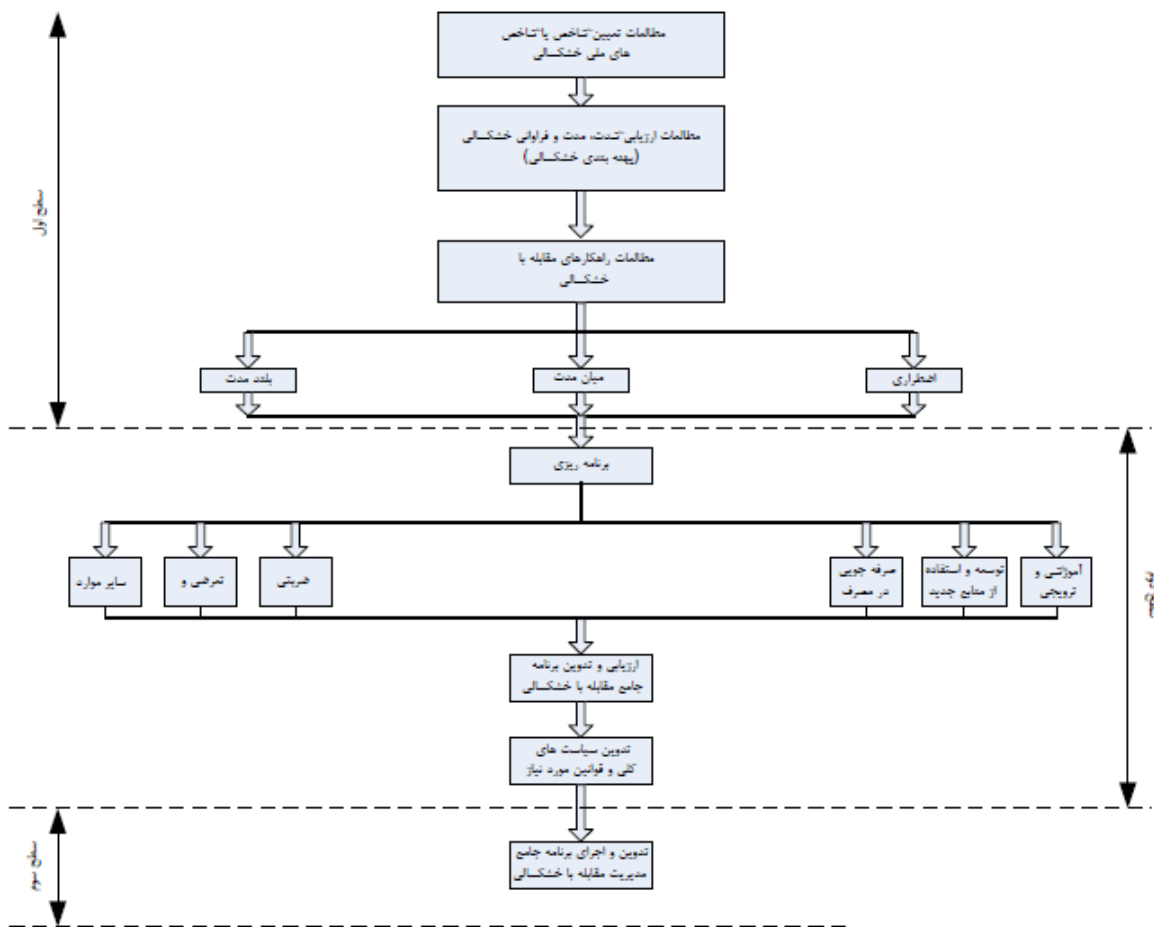 مطالعات تعیین شاخص یا شاخص
های ملی خشکسالی
مطالعات ارزیابی شدت، مدت و فراوانی خشکسالی
(پهنه بندی خشکسالی)
مطالعات راهکارهای مقابله با
خشکسالی
سطح اول
اضطراری
میان مدت
بلند مدت
برنامه ریزی
آموزشی و
ترویجی
توسعه و استفاده
از منابع جدید
صرفه جویی
در مصرف
ضربتی
تعرضی و
سایر موارد
ارزیابی و تدوین برنامه
جامع مقابله با خشکسالی
تدوین سیاست های
کلی و قوانین مورد نیاز
تدوین و اجرای برنامه جامع
مدیریت مقابله با خشکسالی
سطح سوم